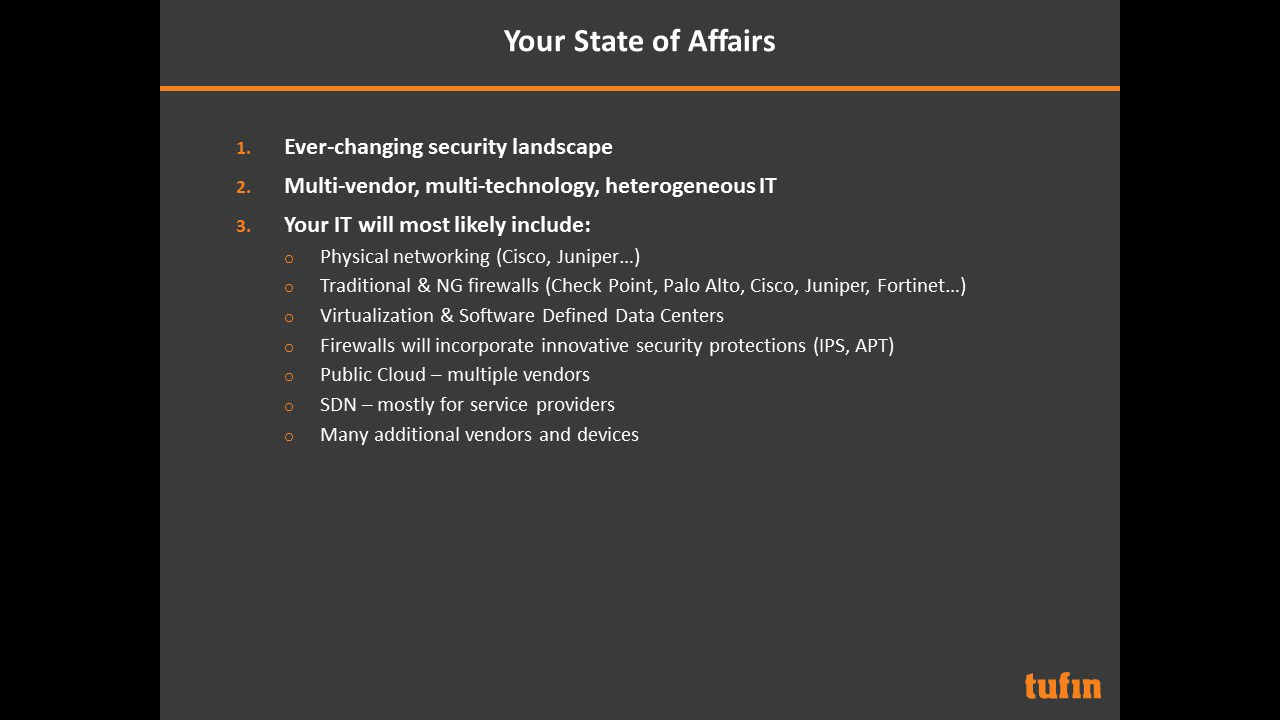 Your State of Affairs
1. Ever-changing security landscape
2. Multi-vendor, multi-technology, heterogeneous IT
3. Your IT will most likely include:
o Physical networking (Cisco, Juniper...)
o Traditional & NG firewalls (Check Point, Palo Alto, Cisco, Juniper, Fortinet...)
o Virtualization & Software Defined Data Centers
o Firewalls will incorporate innovative security protections (IPS, APT)
o Public Cloud – multiple vendors
o SDN – mostly for service providers
o Many additional vendors and devices
tufin